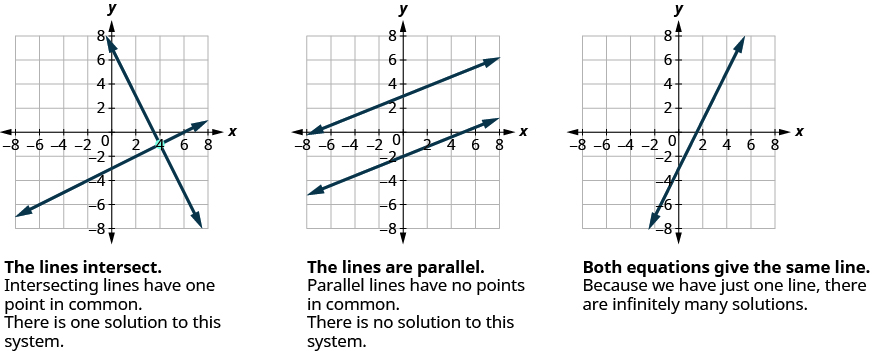 y y y
8 8 8
6 6 6
4 4 4
2 2 2
0 x 0 x 0 x
−8 −6 −4 −2 4 6 8 −8 −6 −4 −2 2 4 6 8 −8 −6 −4 −2 2 4 6 8
−2 −2 −2
−4 −4 −4
−6 −6 −6
−8 −8 −8
The lines intersect.
Intersecting lines have one
point in common.
There is one solution to this
system.
The lines are parallel.
Parallel lines have no points
in common.
There is no solution to this
system.
Both equations give the same line.
Because we have just one line, there
are infinitely many solutions.